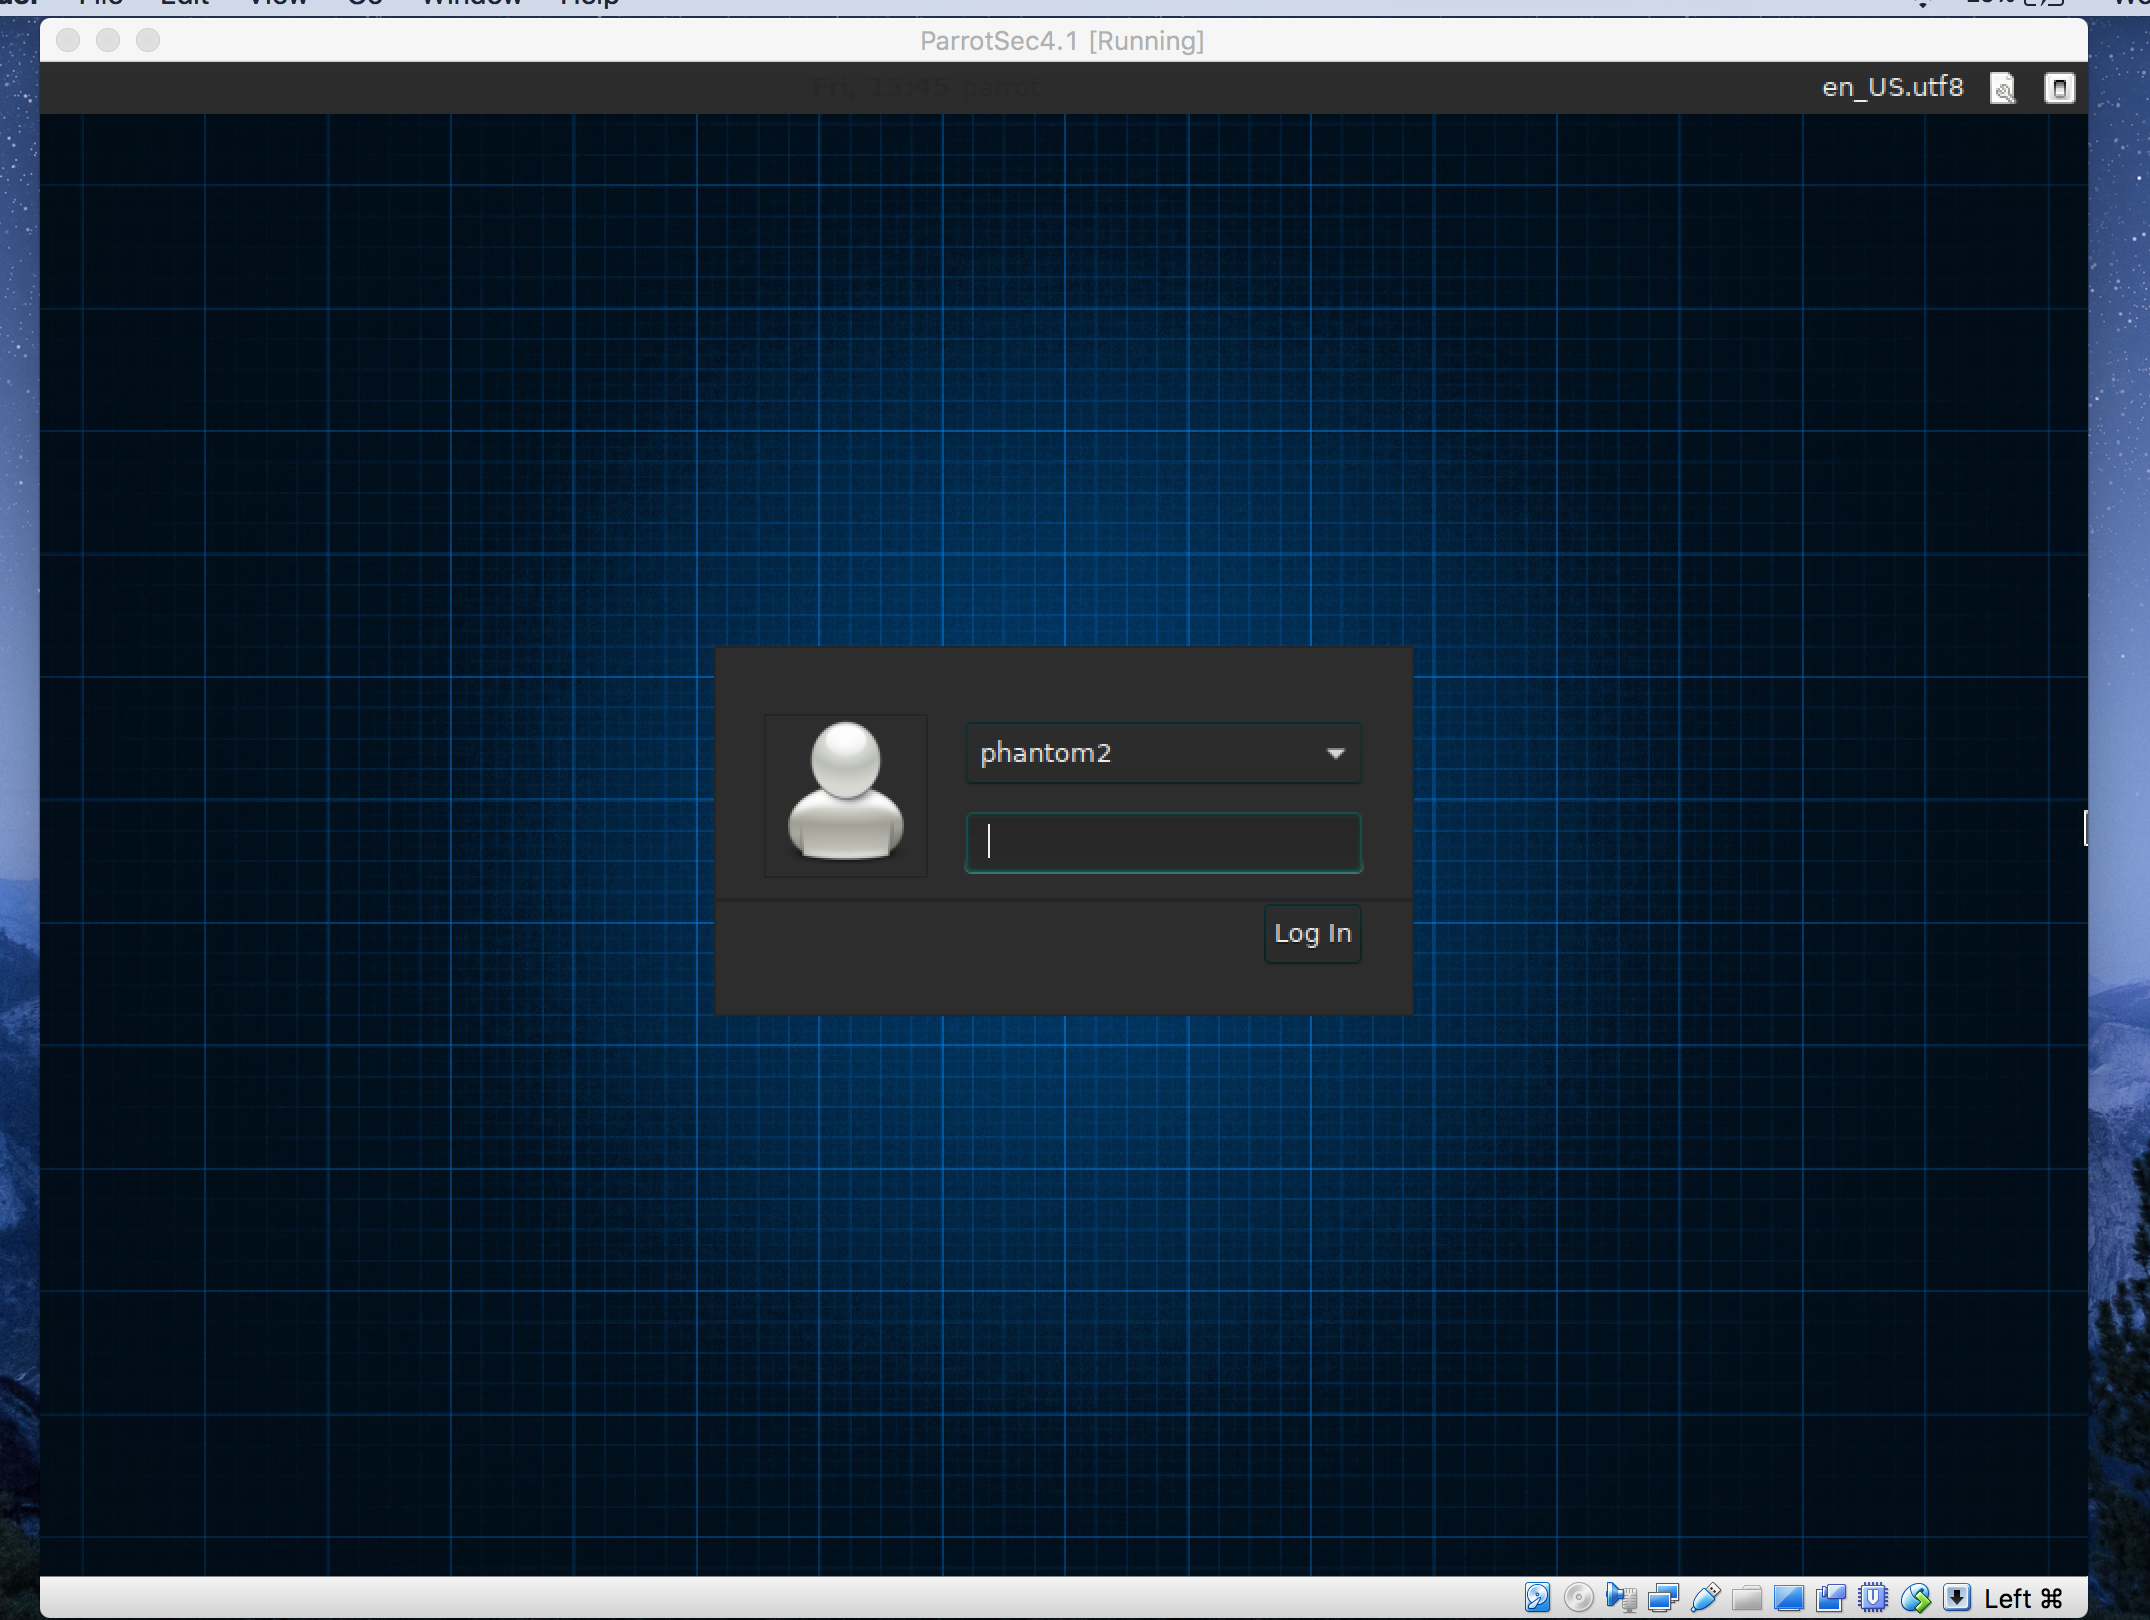 File Edit View Go Window Help
ParrotSec4.1 [Running]
Fri, 15:45 parrot
en_US.utf8
phantom2
Log In
Left ⌘